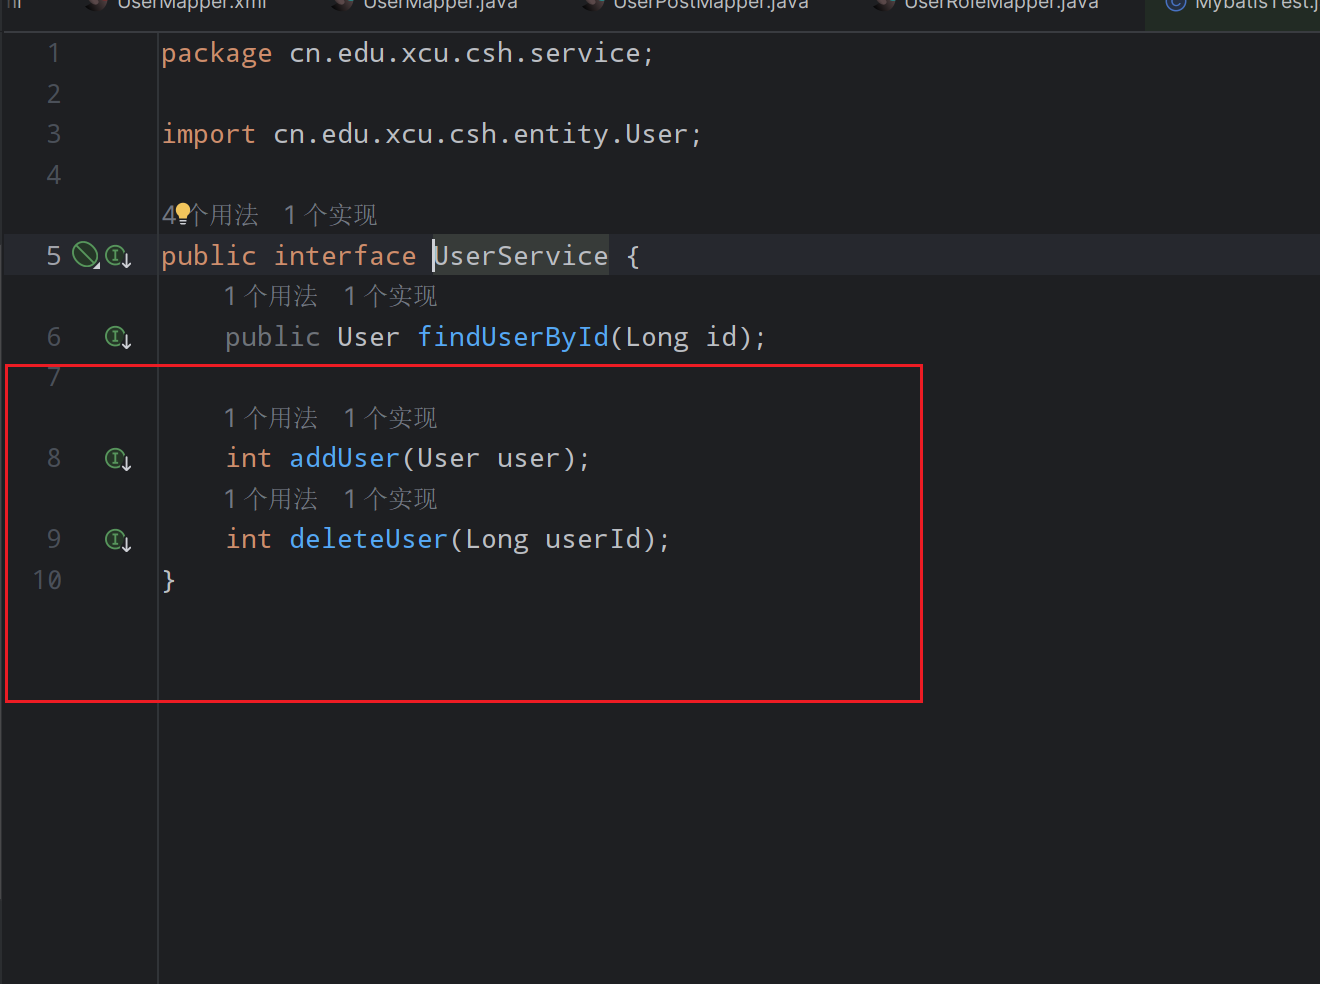 UserMapper.xml UserMapper.java UserPostMapper.java UserRoleMapper.java MybatisTest.j
1 package cn.edu.xcu.csh.service;
2
3 import cn.edu.xcu.csh.entity.User;
4
4个用法 1个实现
5 public interface UserService {
1个用法 1个实现
6 public User findUserById(Long id);
7
1个用法 1个实现
8 int addUser(User user);
1个用法 1个实现
9 int deleteUser(Long userId);
10 }